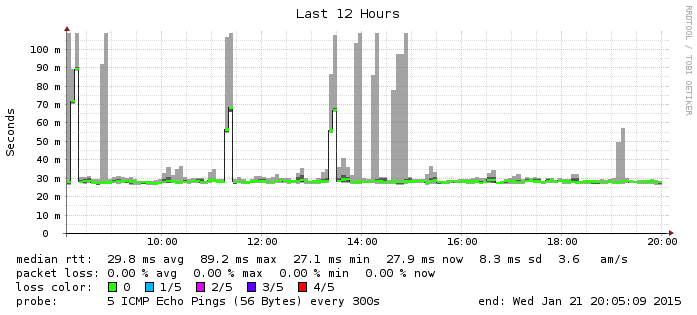 Last 12 Hours
RRDTOOL / TOBI OETIKER
Seconds
100 m
90 m
80 m
70 m
60 m
50 m
40 m
30 m
20 m
10 m
0
10:00 12:00 14:00 16:00 18:00 20:00
median rtt: 29.8 ms avg 89.2 ms max 27.1 ms min 27.9 ms now 8.3 ms sd 3.6 am/s
packet loss: 0.00 % avg 0.00 % max 0.00 % min 0.00 % now
loss color: 0 1/5 2/5 3/5 4/5
probe: 5 ICMP Echo Pings (56 Bytes) every 300s end: Wed Jan 21 20:05:09 2015